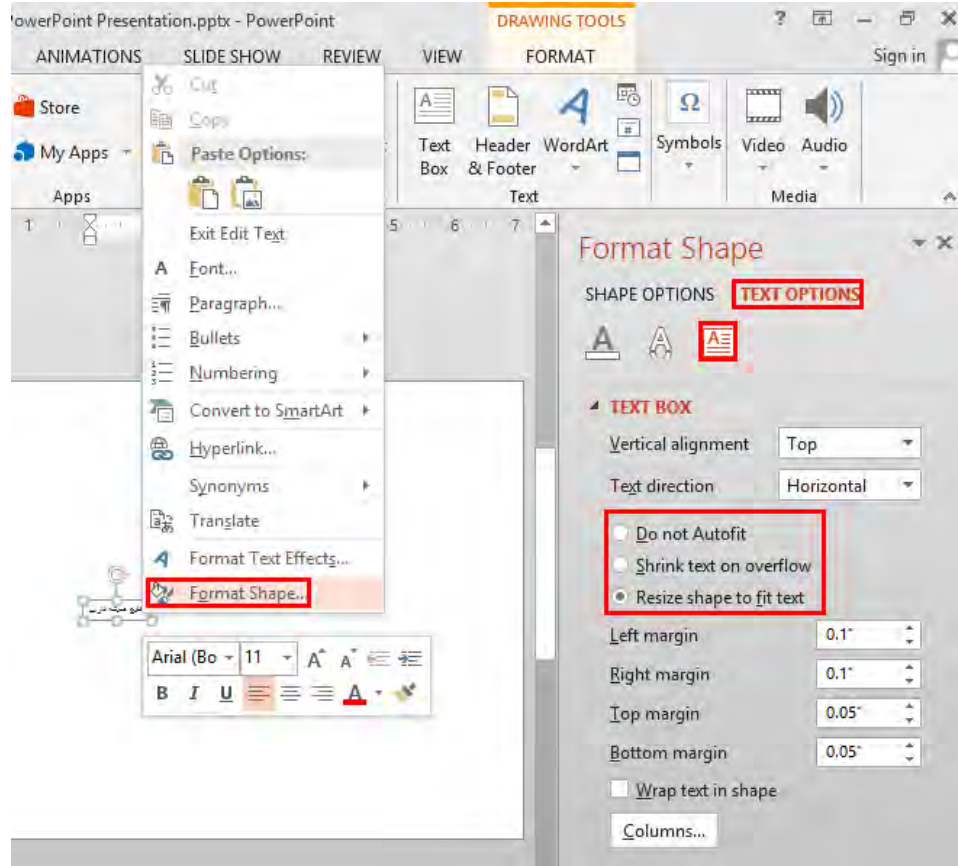 PowerPoint Presentation.pptx - PowerPoint
DRAWING TOOLS
?
ANIMATIONS SLIDE SHOW REVIEW VIEW FORMAT Sign in
Store
My Apps
Apps
Text Box
Header & Footer
WordArt
Text
Ω
Symbols
Video
Audio
Media
1 5 6 7
Cut
Copy
Paste Options:
Exit Edit Text
A Font...
Paragraph...
Bullets
Numbering
Convert to SmartArt
Hyperlink...
Synonyms
Translate
Format Text Effects...
Format Shape...
Arial (Bo 11 A A
B I U A
Format Shape
SHAPE OPTIONS TEXT OPTIONS
A A A
TEXT BOX
Vertical alignment Top
Text direction Horizontal
Do not Autofit
Shrink text on overflow
Resize shape to fit text
Left margin 0.1"
Right margin 0.1"
Top margin 0.05"
Bottom margin 0.05"
Wrap text in shape
Columns...